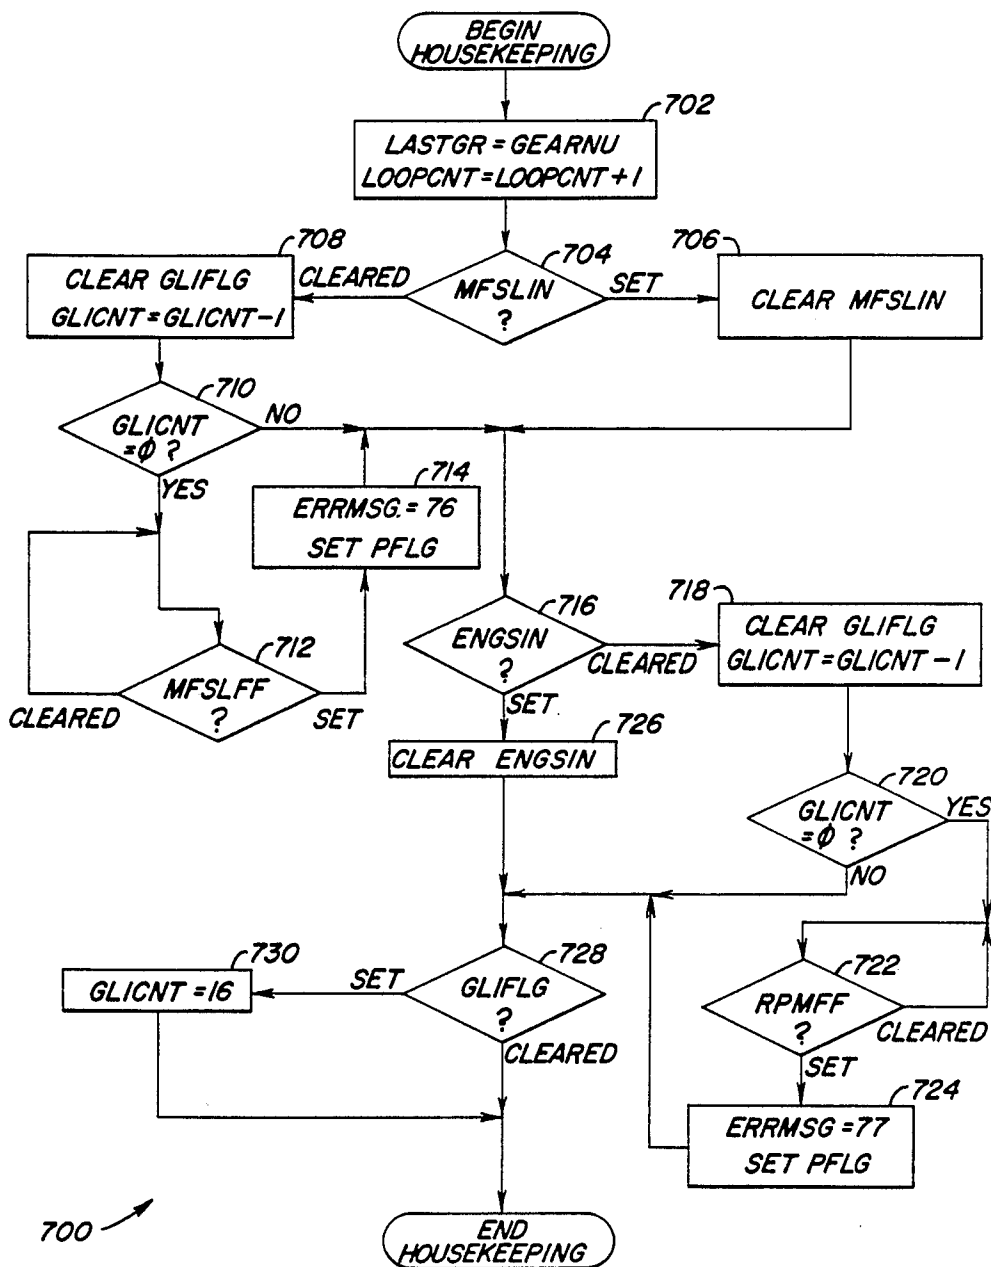 BEGIN
HOUSEKEEPING
702
LASTGR = GEARNU
LOOPCNT = LOOPCNT + 1
708
CLEAR GLIFLG
GLICNT = GLICNT - 1
CLEARED
704
MFSLIN
?
SET
706
CLEAR MFSLIN
710
GLICNT
= ϕ ?
NO
YES
714
ERRMSG. = 76
SET PFLG
712
MFSLFF
?
CLEARED
SET
716
ENGSIN
?
CLEARED
SET
718
CLEAR GLIFLG
GLICNT = GLICNT - 1
726
CLEAR ENGSIN
720
GLICNT
= ϕ ?
YES
NO
730
GLICNT = 16
SET
728
GLIFLG
?
CLEARED
722
RPMFF
?
CLEARED
SET
724
ERRMSG = 77
SET PFLG
700
END
HOUSEKEEPING